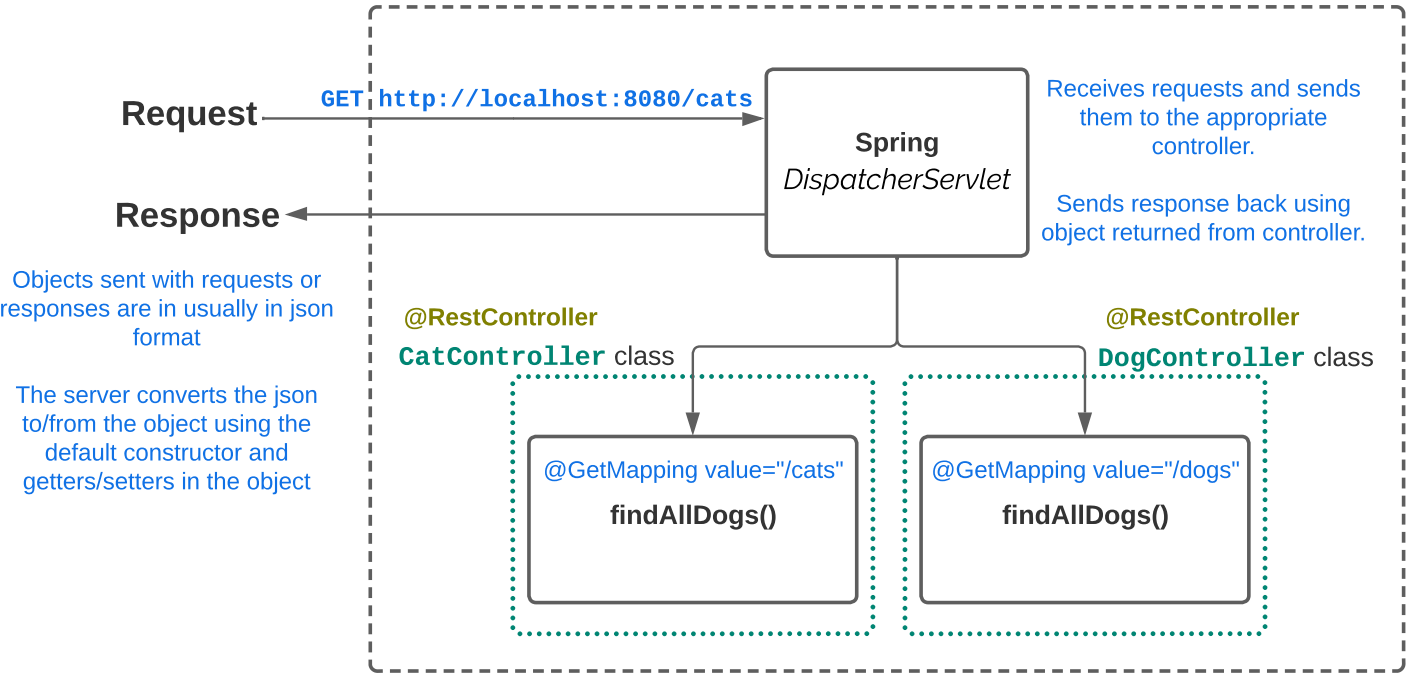 Request
GET http://localhost:8080/cats
Response
Objects sent with requests or
responses are in usually in json
format
The server converts the json
to/from the object using the
default constructor and
getters/setters in the object
Spring
DispatcherServlet
Receives requests and sends
them to the appropriate
controller.
Sends response back using
object returned from controller.
@RestController
CatController class
@GetMapping value="/cats"
findAllDogs()
@RestController
DogController class
@GetMapping value="/dogs"
findAllDogs()